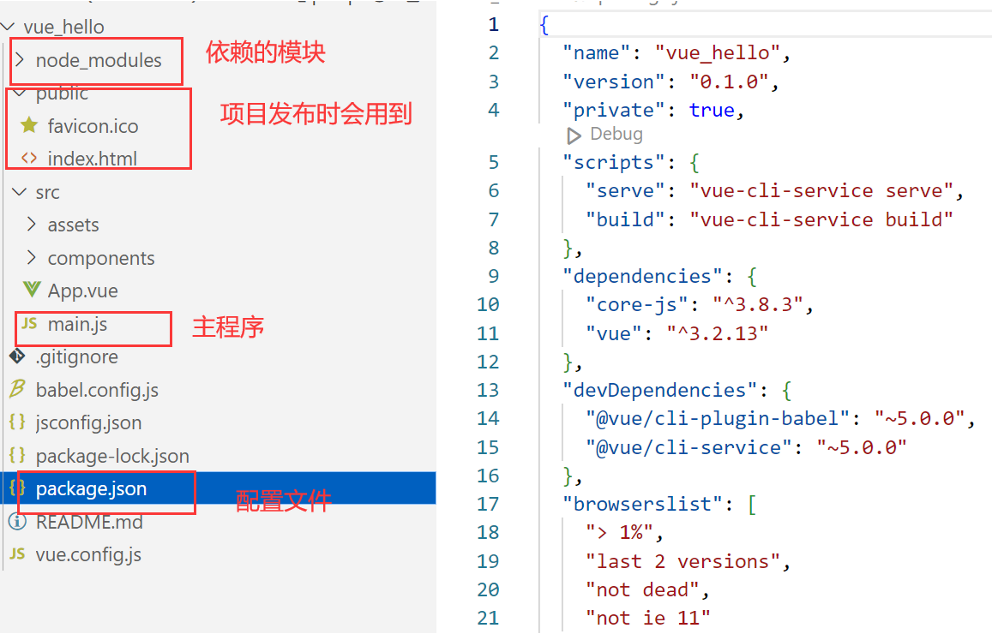 vue_hello
node_modules
依赖的模块
public
项目发布时会用到
favicon.ico
index.html
src
assets
components
App.vue
JS main.js
主程序
.gitignore
babel.config.js
{} jsconfig.json
{} package-lock.json
{} package.json
配置文件
README.md
JS vue.config.js
1 {
2 "name": "vue_hello",
3 "version": "0.1.0",
4 "private": true,
Debug
5 "scripts": {
6 "serve": "vue-cli-service serve",
7 "build": "vue-cli-service build"
8 },
9 "dependencies": {
10 "core-js": "^3.8.3",
11 "vue": "^3.2.13"
12 },
13 "devDependencies": {
14 "@vue/cli-plugin-babel": "~5.0.0",
15 "@vue/cli-service": "~5.0.0"
16 },
17 "browserslist": [
18 "> 1%",
19 "last 2 versions",
20 "not dead",
21 "not ie 11"